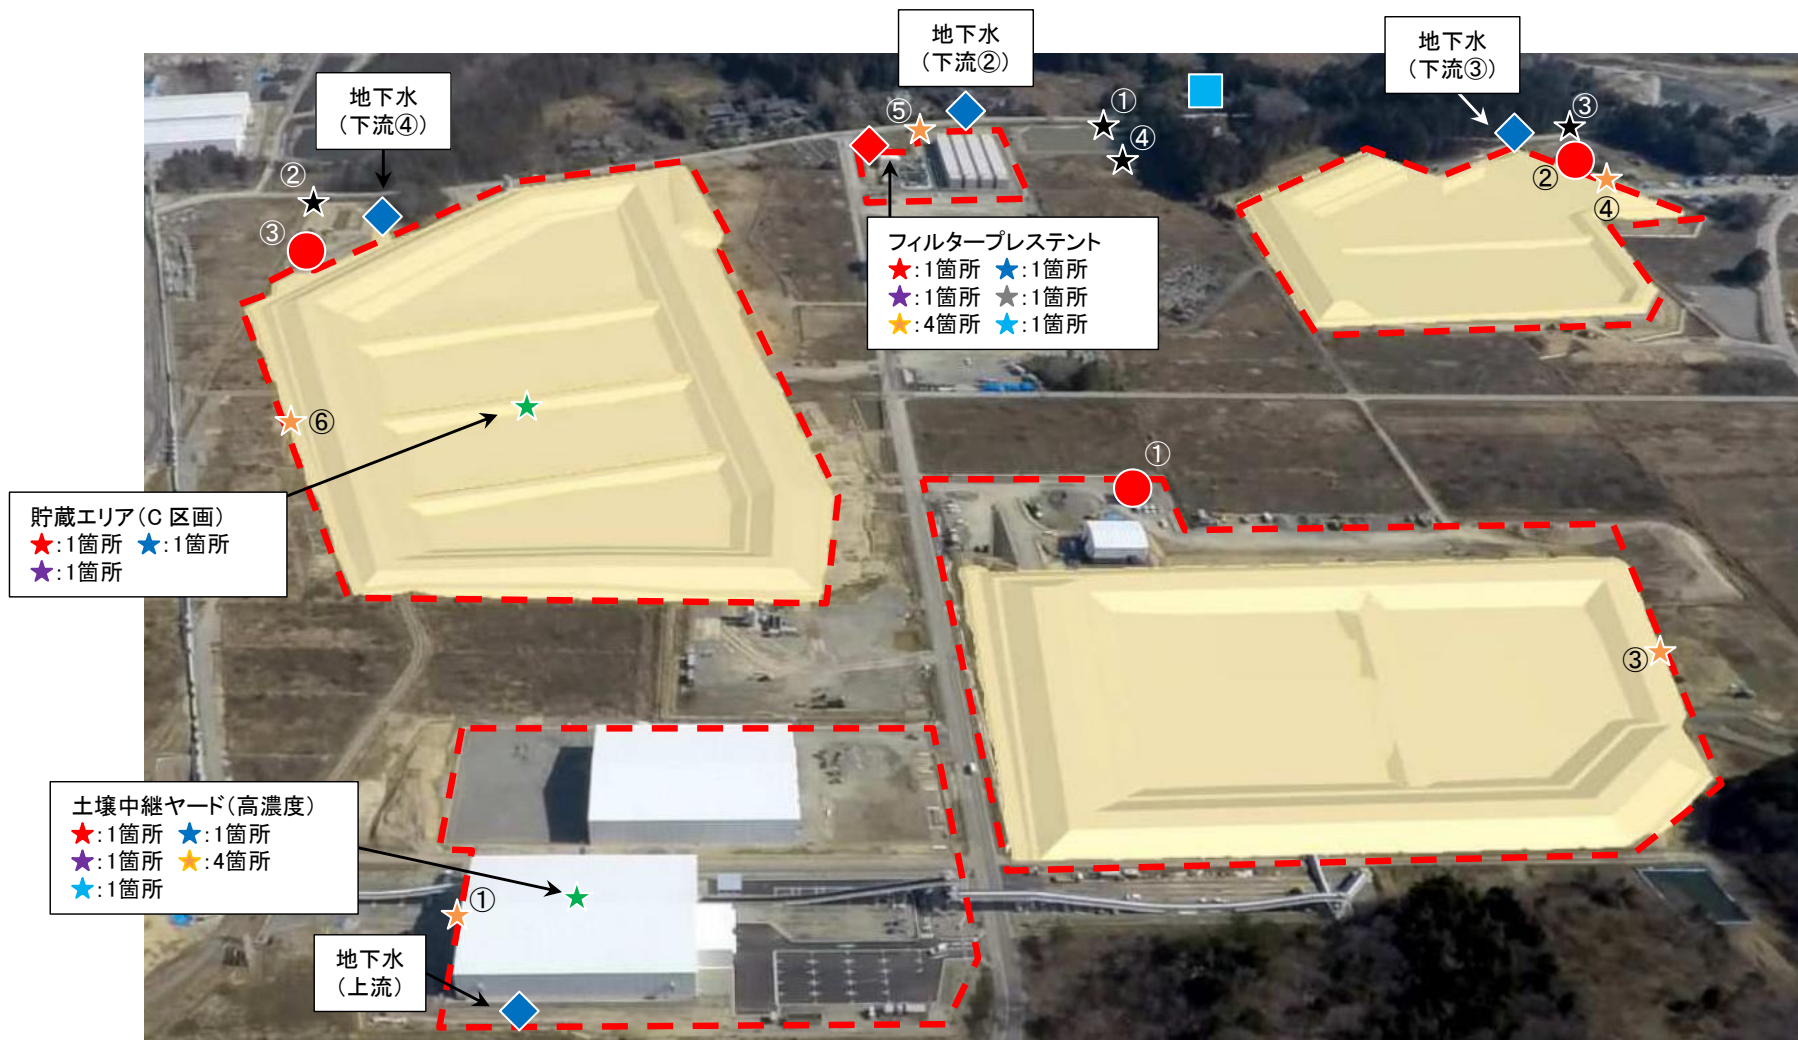 地下水
（下流②）
地下水
（下流③）
地下水
（下流④）
⑤
①
④
③
②
④
②
③
フィルタープレステント
★：1箇所 ★：1箇所
★：1箇所 ★：1箇所
★：4箇所 ★：1箇所
⑥
①
貯蔵エリア（C 区画）
★：1箇所 ★：1箇所
★：1箇所
③
土壌中継ヤード（高濃度）
★：1箇所 ★：1箇所
★：1箇所 ★：4箇所
★：1箇所
①
地下水
（上流）